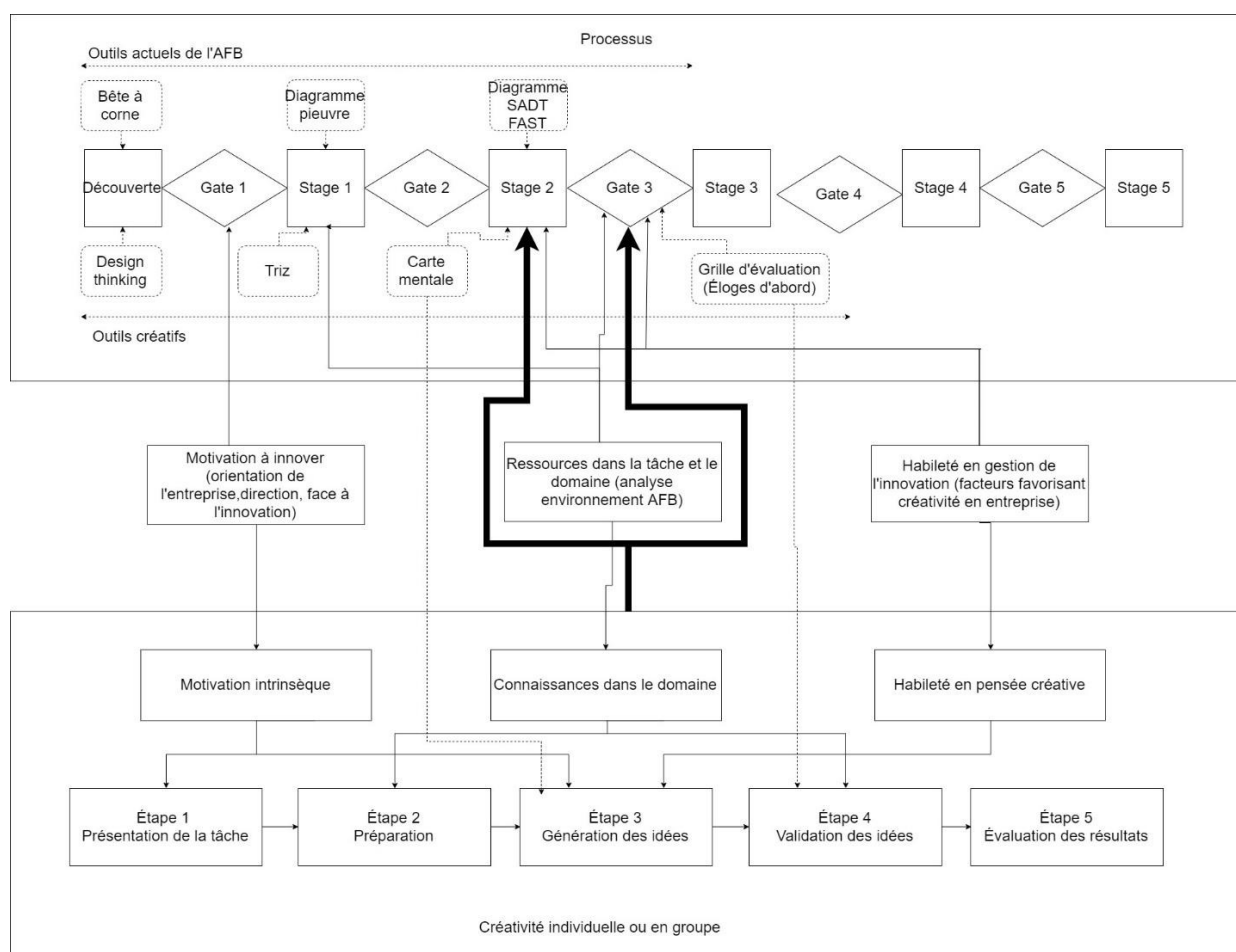 Processus
Outils actuels de l'AFB
Bête à
corne
Diagramme
pieuvre
Diagramme
SADT
FAST
Découverte
Gate 1
Stage 1
Gate 2
Stage 2
Gate 3
Stage 3
Gate 4
Stage 4
Gate 5
Stage 5
Design
thinking
Triz
Carte
mentale
Grille d'évaluation
(Éloges d'abord)
Outils créatifs
Motivation à innover
(orientation de
l'entreprise,direction, face à
l'innovation)
Ressources dans la tâche et le
domaine (analyse
environnement AFB)
Habileté en gestion de
l'innovation (facteurs favorisant
créativité en entreprise)
Motivation intrinsèque
Connaissances dans le domaine
Habileté en pensée créative
Étape 1
Présentation de la tâche
Étape 2
Préparation
Étape 3
Génération des idées
Étape 4
Validation des idées
Étape 5
Évaluation des résultats
Créativité individuelle ou en groupe